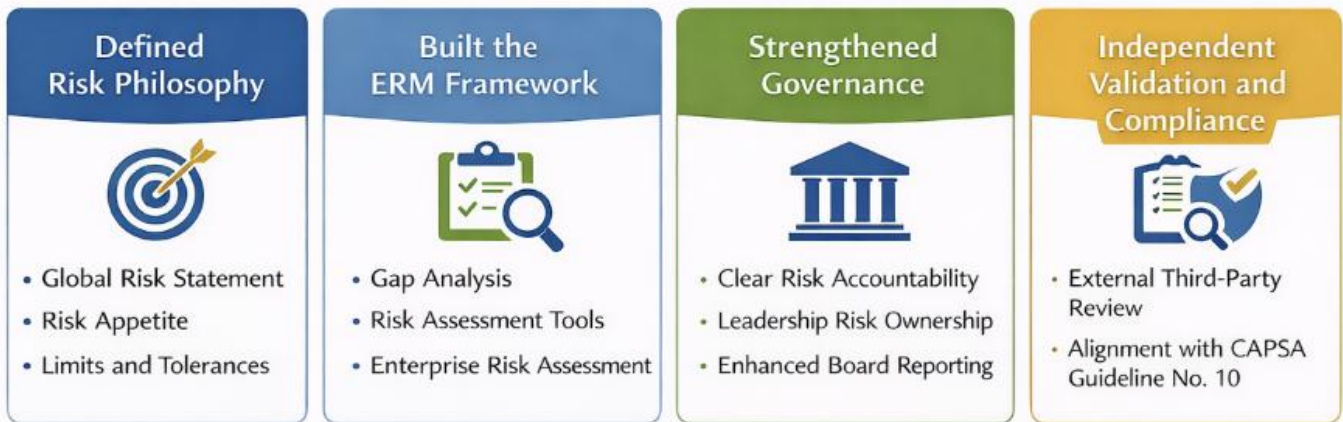 Defined
Risk Philosophy
• Global Risk Statement
• Risk Appetite
• Limits and Tolerances
Built the
ERM Framework
• Gap Analysis
• Risk Assessment Tools
• Enterprise Risk Assessment
Strengthened
Governance
• Clear Risk Accountability
• Leadership Risk Ownership
• Enhanced Board Reporting
Independent
Validation and
Compliance
• External Third-Party
Review
• Alignment with CAPSA
Guideline No. 10